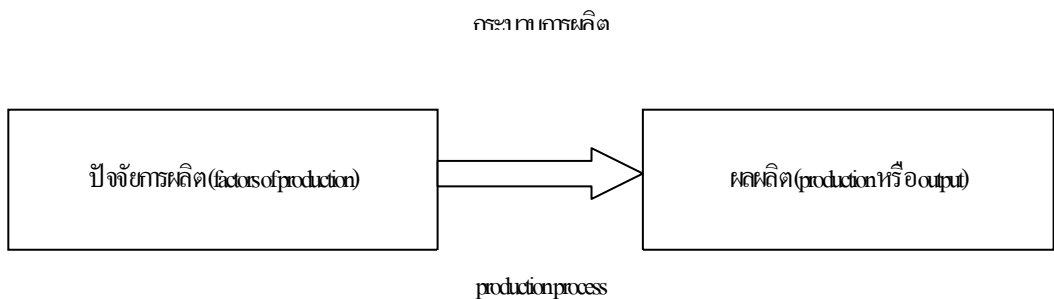 กระบวนการผลิต
ปัจจัยการผลิต(factors of production)
ผลผลิต(production หรือ output)
production process